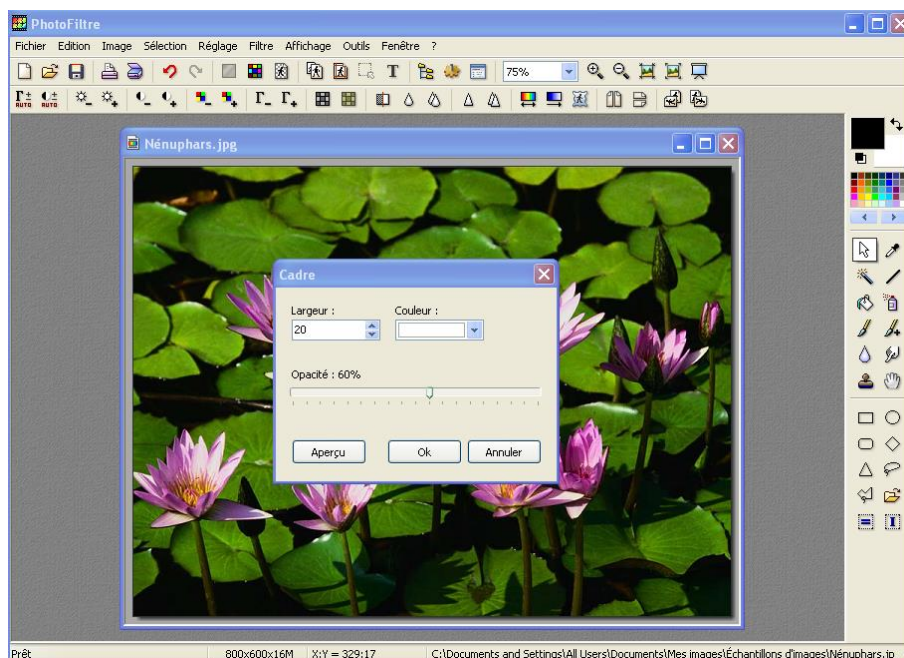 PhotoFiltre
Fichier Edition Image Sélection Réglage Filtre Affichage Outils Fenêtre ?
T 75%
Γ± AUTO AUTO Γ- Γ+
Nénuphars.jpg
Cadre
Largeur : Couleur :
20
Opacité : 60%
Aperçu Ok Annuler
Prêt 800x600x16M X:Y = 329:17 C:\Documents and Settings\All Users\Documents\Mes images\Échantillons d'images\Nénuphars.jp